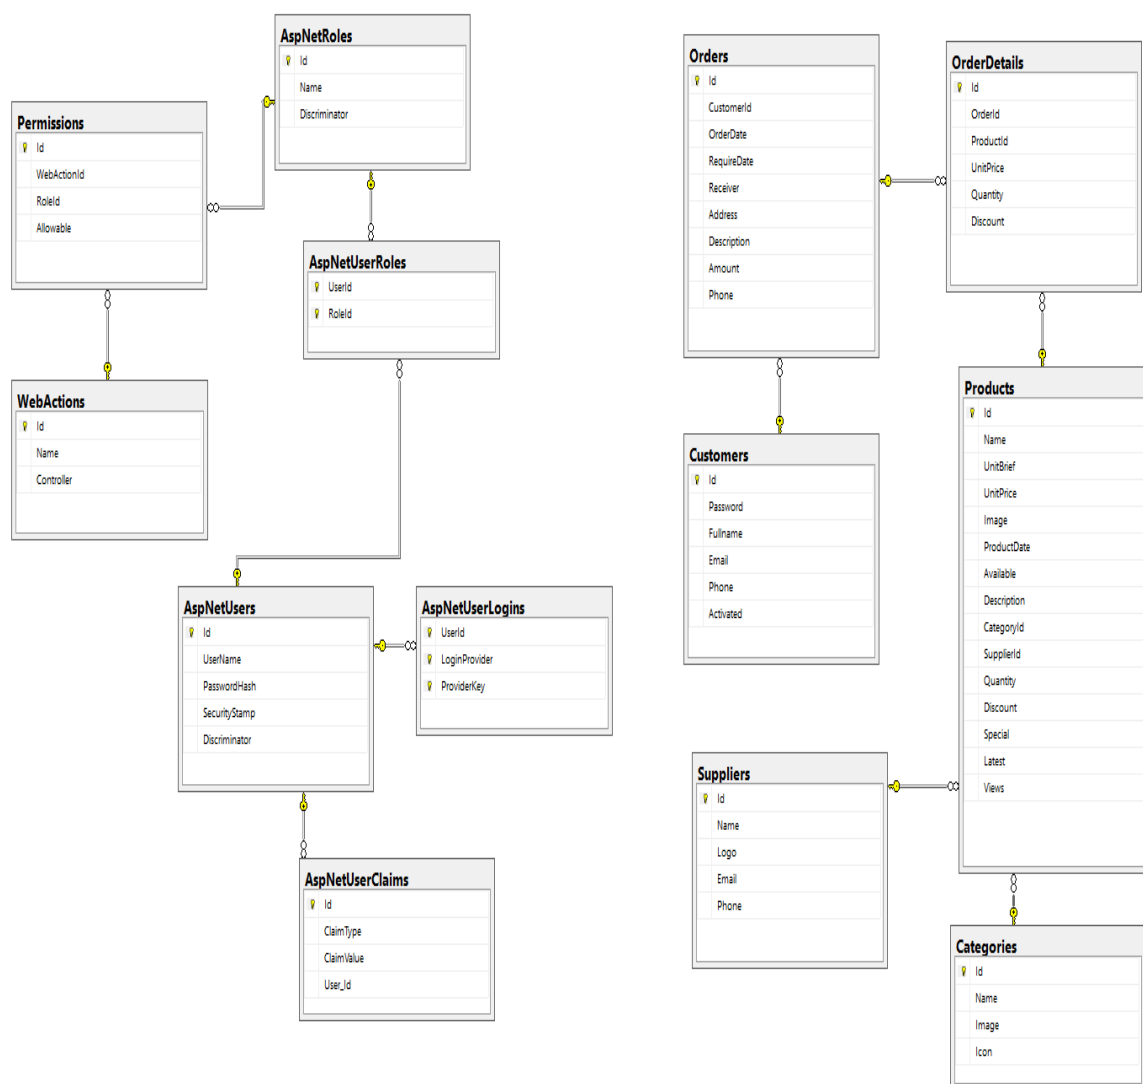 AspNetRoles
Id
Name
Discriminator
Permissions
Id
WebActionId
RoleId
Allowable
AspNetUserRoles
UserId
RoleId
WebActions
Id
Name
Controller
AspNetUsers
Id
UserName
PasswordHash
SecurityStamp
Discriminator
AspNetUserLogins
UserId
LoginProvider
ProviderKey
AspNetUserClaims
Id
ClaimType
ClaimValue
User_Id
Orders
Id
CustomerId
OrderDate
RequireDate
Receiver
Address
Description
Amount
Phone
OrderDetails
Id
OrderId
ProductId
UnitPrice
Quantity
Discount
Customers
Id
Password
Fullname
Email
Phone
Activated
Products
Id
Name
UnitBrief
UnitPrice
Image
ProductDate
Available
Description
CategoryId
SupplierId
Quantity
Discount
Special
Latest
Views
Suppliers
Id
Name
Logo
Email
Phone
Categories
Id
Name
Image
Icon